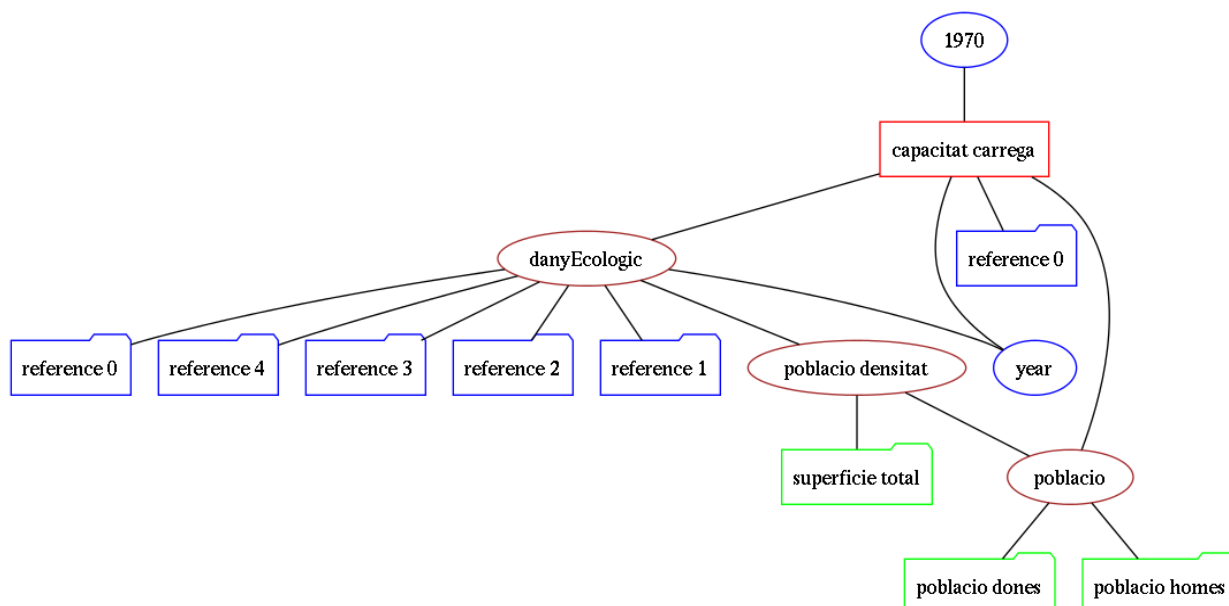 1970
capacitat carrega
danyEcologic
reference 0
reference 0
reference 4
reference 3
reference 2
reference 1
poblacio densitat
year
superficie total
poblacio
poblacio dones
poblacio homes